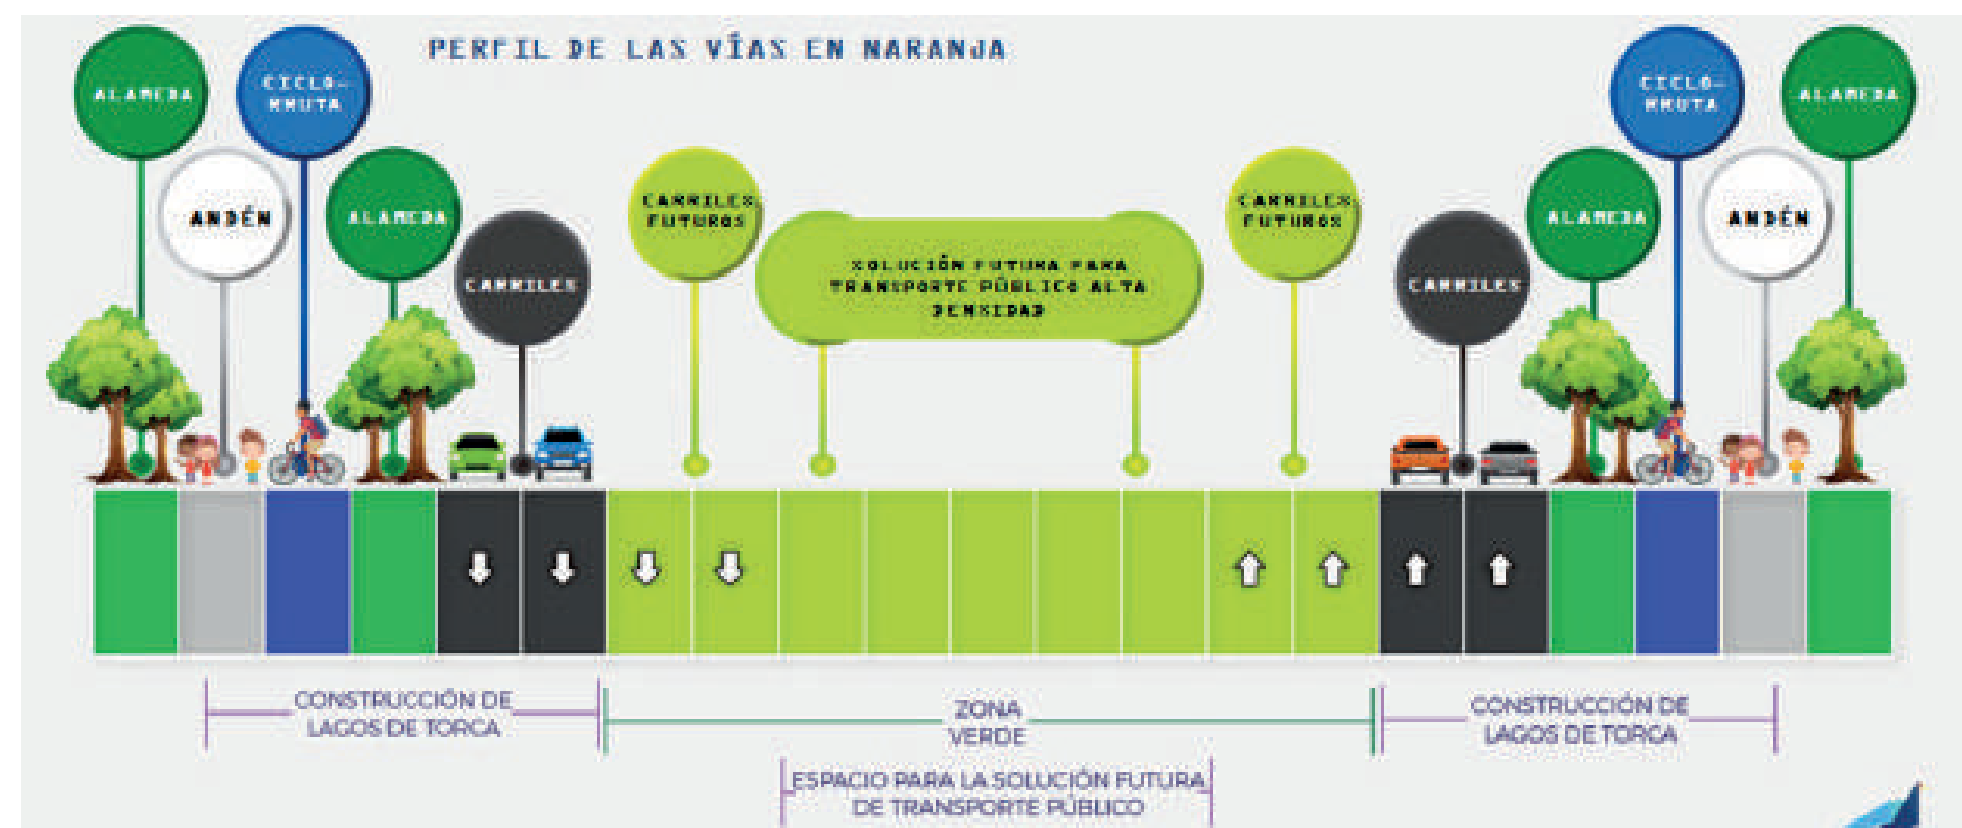 PERFIL DE LAS VÍAS EN NARANJA
ALAMEDA
ANDÉN
CICLO-
RRUTA
ALAMEDA
CARRILES
CARRILES
FUTUROS
SOLUCIÓN FUTURA PARA
TRANSPORTE PÚBLICO ALTA
DENSIDAD
CARRILES
FUTUROS
CARRILES
ALAMEDA
CICLO-
RRUTA
ANDÉN
ALAMEDA
CONSTRUCCIÓN DE
LAGOS DE TORCA
ZONA
VERDE
CONSTRUCCIÓN DE
LAGOS DE TORCA
ESPACIO PARA LA SOLUCIÓN FUTURA
DE TRANSPORTE PÚBLICO